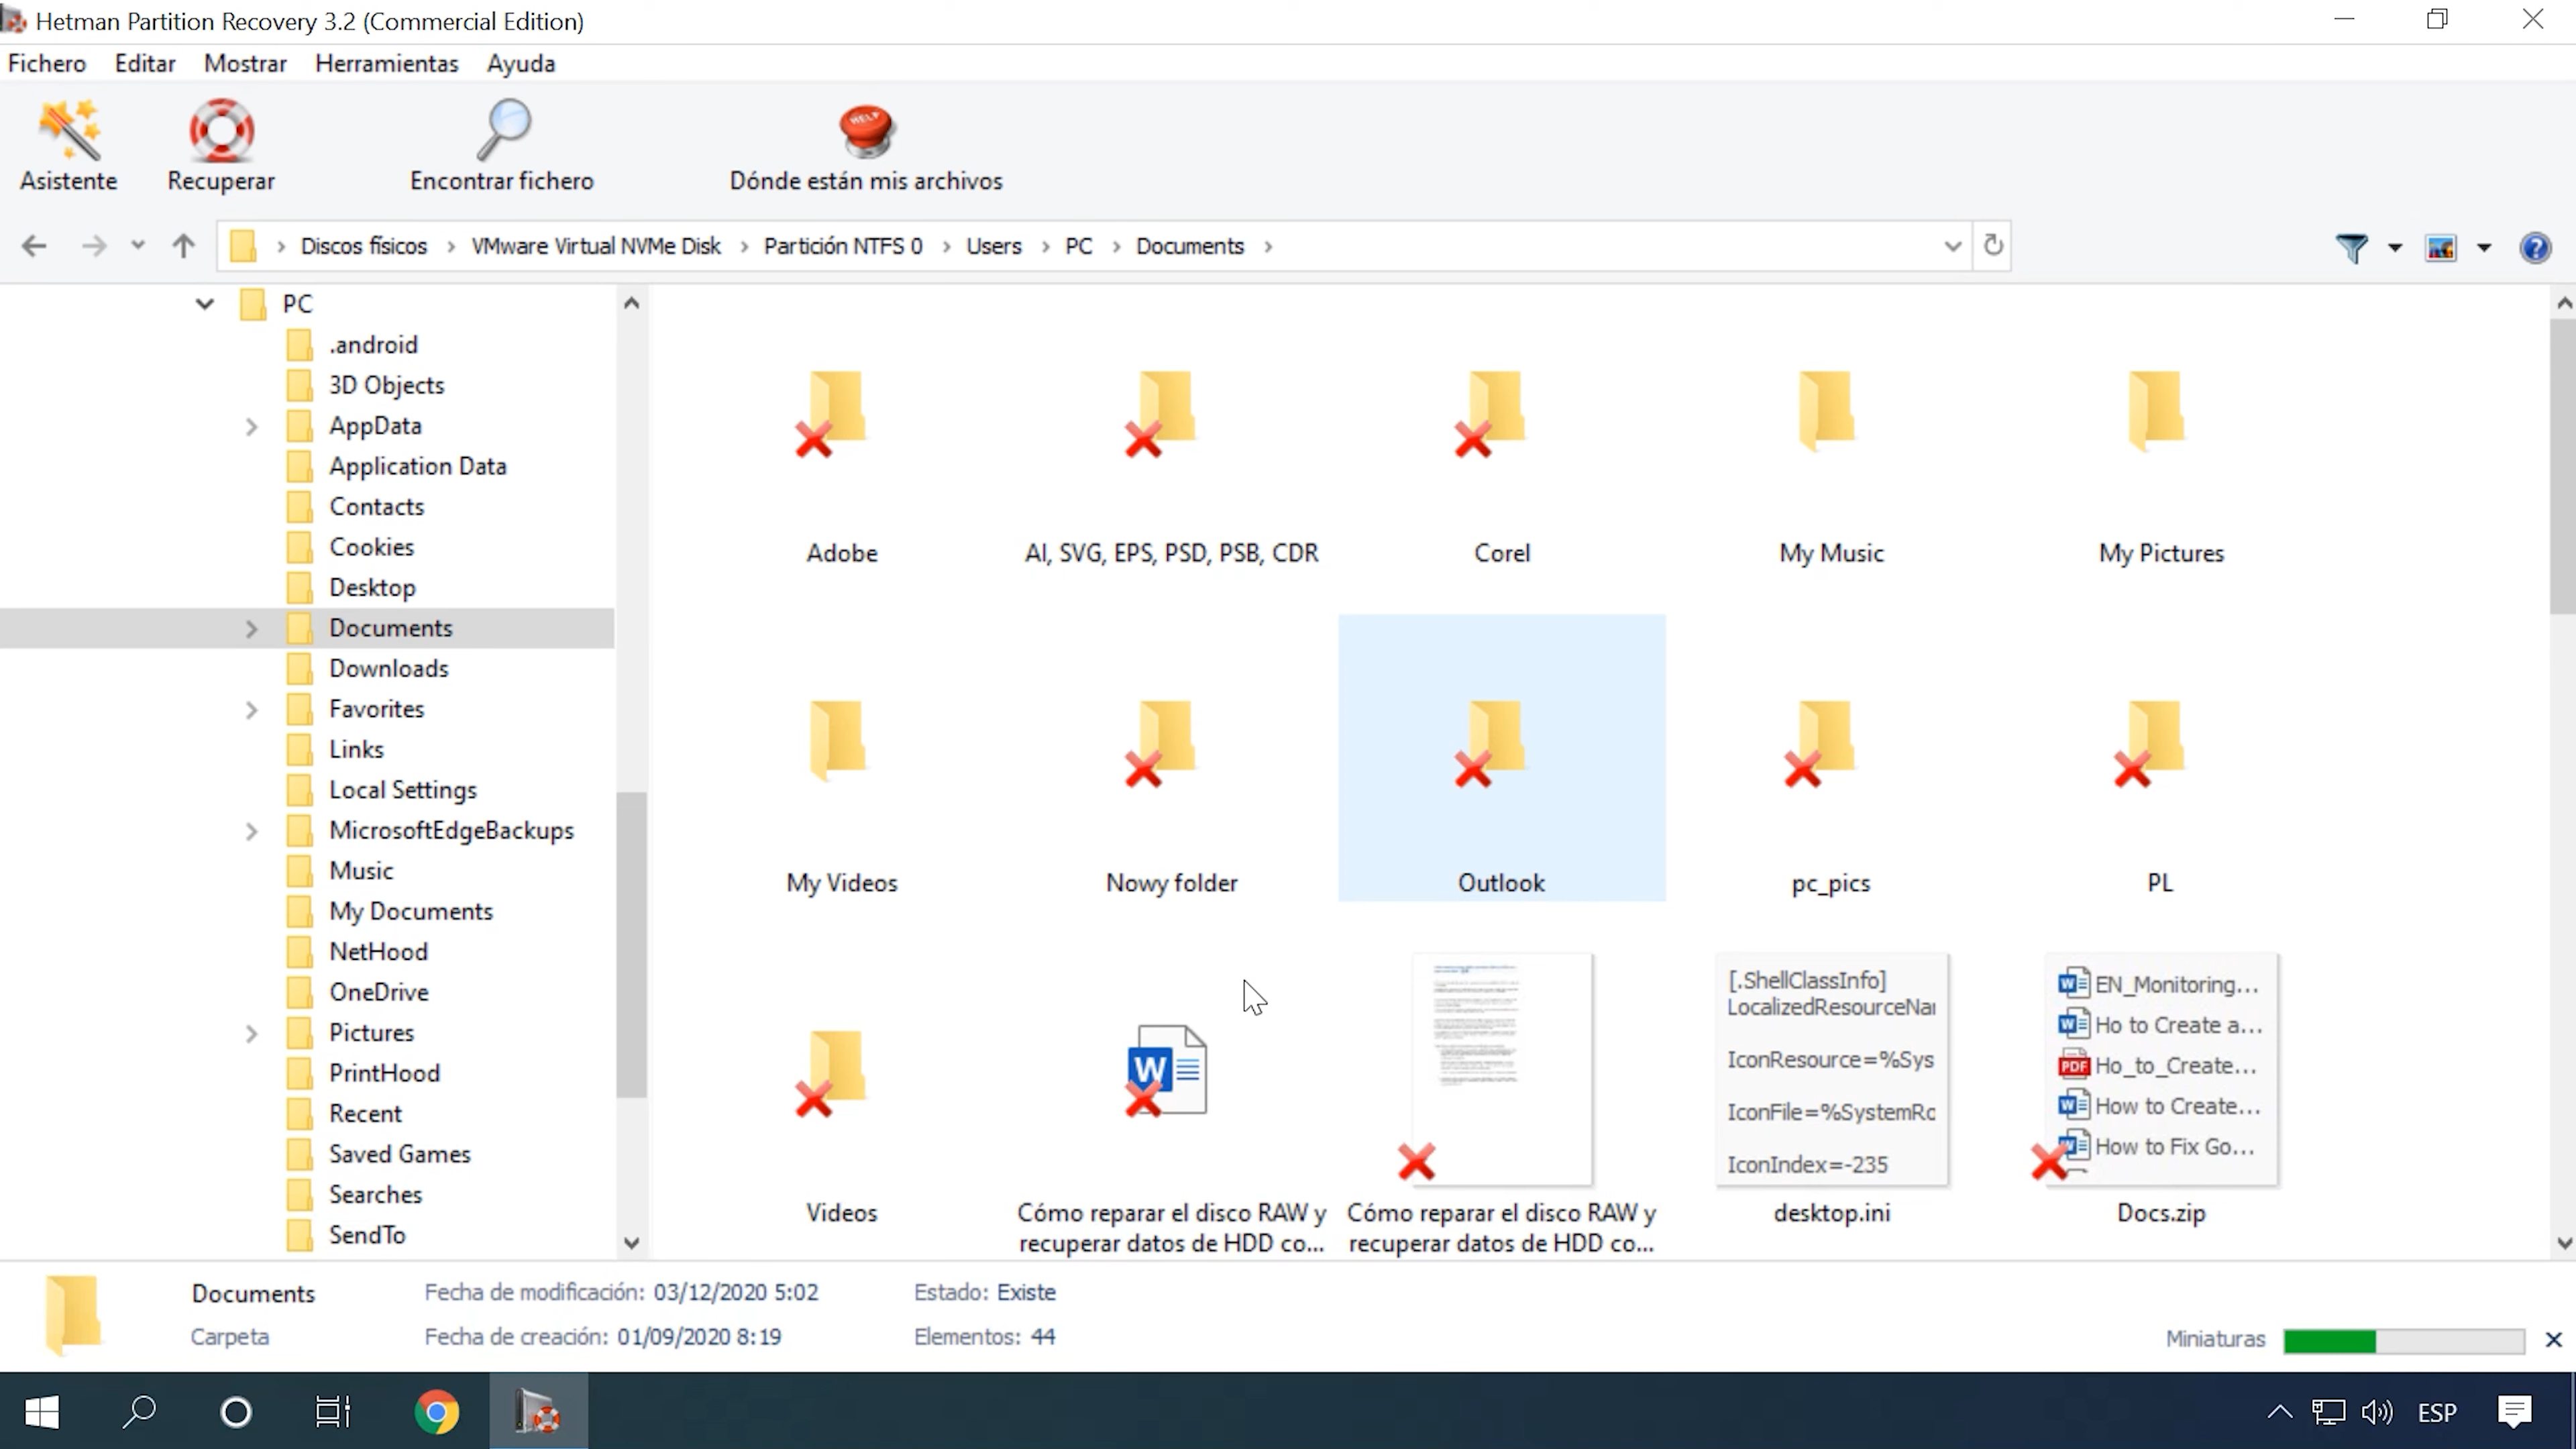 Hetman Partition Recovery 3.2 (Commercial Edition)
Fichero Editar Mostrar Herramientas Ayuda
Asistente Recuperar Encontrar fichero Dónde están mis archivos
HELP
Discos físicos VMware Virtual NVMe Disk Partición NTFS 0 Users PC Documents
PC
.android
3D Objects
AppData
Application Data
Contacts
Cookies
Desktop
Documents
Downloads
Favorites
Links
Local Settings
MicrosoftEdgeBackups
Music
My Documents
NetHood
OneDrive
Pictures
PrintHood
Recent
Saved Games
Searches
SendTo
Adobe
AI, SVG, EPS, PSD, PSB, CDR
Corel
My Music
My Pictures
My Videos
Nowy folder
Outlook
pc_pics
PL
Videos
W
Cómo reparar el disco RAW y
recuperar datos de HDD co...
Cómo reparar el disco RAW y
recuperar datos de HDD co...
[.ShellClassInfo]
LocalizedResourceNar
IconResource=%Sys
IconFile=%SystemRo
IconIndex=-235
desktop.ini
EN_Monitoring...
Ho to Create a...
PDF Ho_to_Create...
How to Create...
How to Fix Go...
Docs.zip
Documents
Carpeta
Fecha de modificación: 03/12/2020 5:02
Fecha de creación: 01/09/2020 8:19
Estado: Existe
Elementos: 44
Miniaturas
ESP